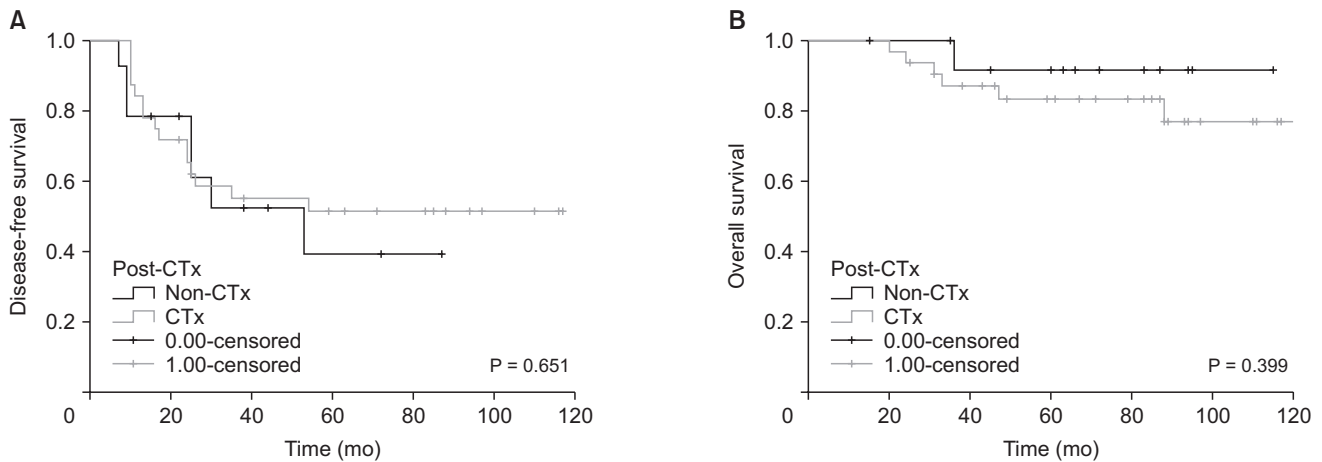 A
1.0
0.8
0.6
0.4
0.2
0
20
40
60
80
100
120
Disease-free survival
Time (mo)
Post-CTx
Non-CTx
CTx
0.00-censored
1.00-censored
P = 0.651
B
1.0
0.8
0.6
0.4
0.2
0
20
40
60
80
100
120
Overall survival
Time (mo)
Post-CTx
Non-CTx
CTx
0.00-censored
1.00-censored
P = 0.399